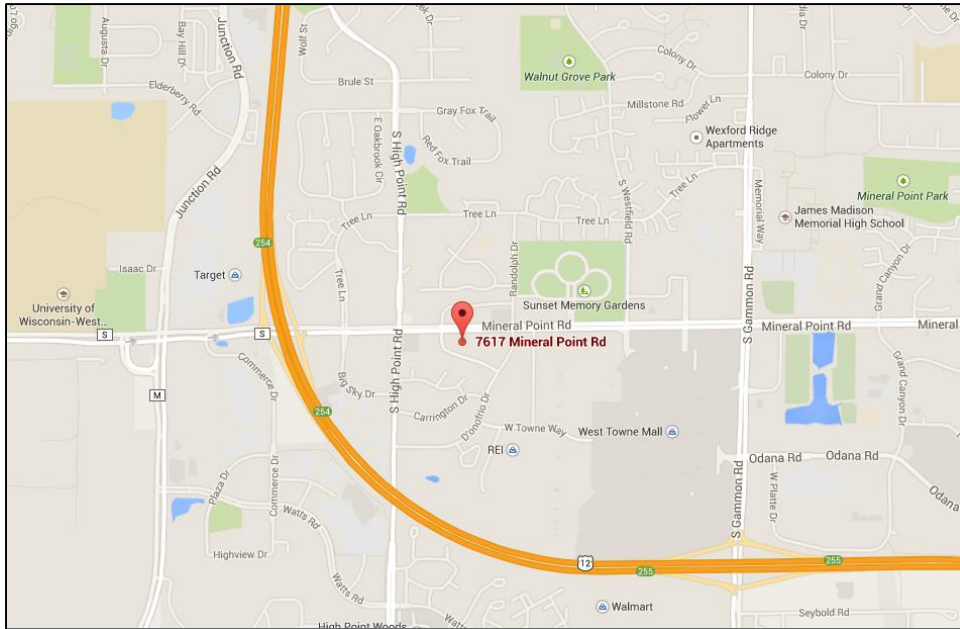 Augusta Dr
Bay Hill Dr
Junction Rd
Wolf St
Colony Dr
Colony Dr
Walnut Grove Park
Brule St
Elderberry Rd
Millstone Rd
Flower Ln
Gray Fox Trail
Red Fox Trail
E Oakbrook Cir
S High Point Rd
Wexford Ridge
Apartments
Junction Rd
S Westfield Rd
Tree Ln
Memorial Way
Mineral Point Park
Tree Ln
Tree Ln
James Madison
Memorial High School
254
Randolph Dr
S Gammon Rd
Grand Canyon Dr
Isaac Dr
Target
Tree Ln
University of
Wisconsin-West...
Sunset Memory Gardens
S
S
Mineral Point Rd
Mineral Point Rd
Mineral
7617 Mineral Point Rd
S High Point Rd
Commerce Dr
Big Sky Dr
M
254
Carrington Dr
D'onofrio Dr
Grand Canyon Dr
W Towne Way
West Towne Mall
REI
Odana Rd
Odana Rd
Odana
Plaza Dr
Commerce Dr
W Platte Dr
S Gammon Rd
Watts Rd
Highview Dr
12
255
255
Watts Rd
Walmart
Seybold Rd
High Point Woods
Watt